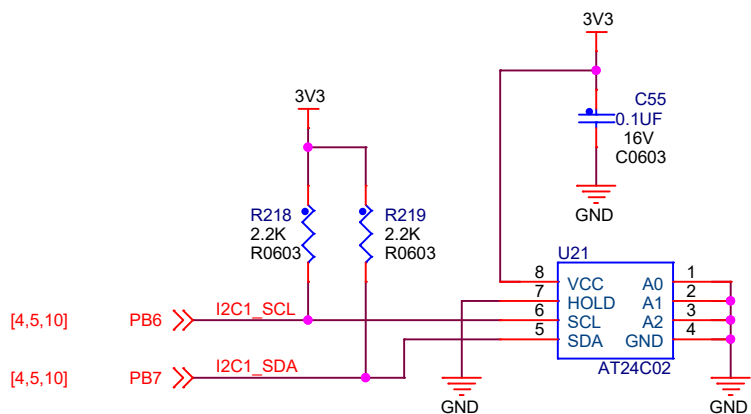 3V3
C55
0.1UF
16V
C0603
GND
3V3
R218
2.2K
R0603
R219
2.2K
R0603
U21
8 VCC A0 1
7 HOLD A1 2
6 SCL A2 3
5 SDA GND 4
AT24C02
[4,5,10] PB6 I2C1_SCL
[4,5,10] PB7 I2C1_SDA
GND
GND